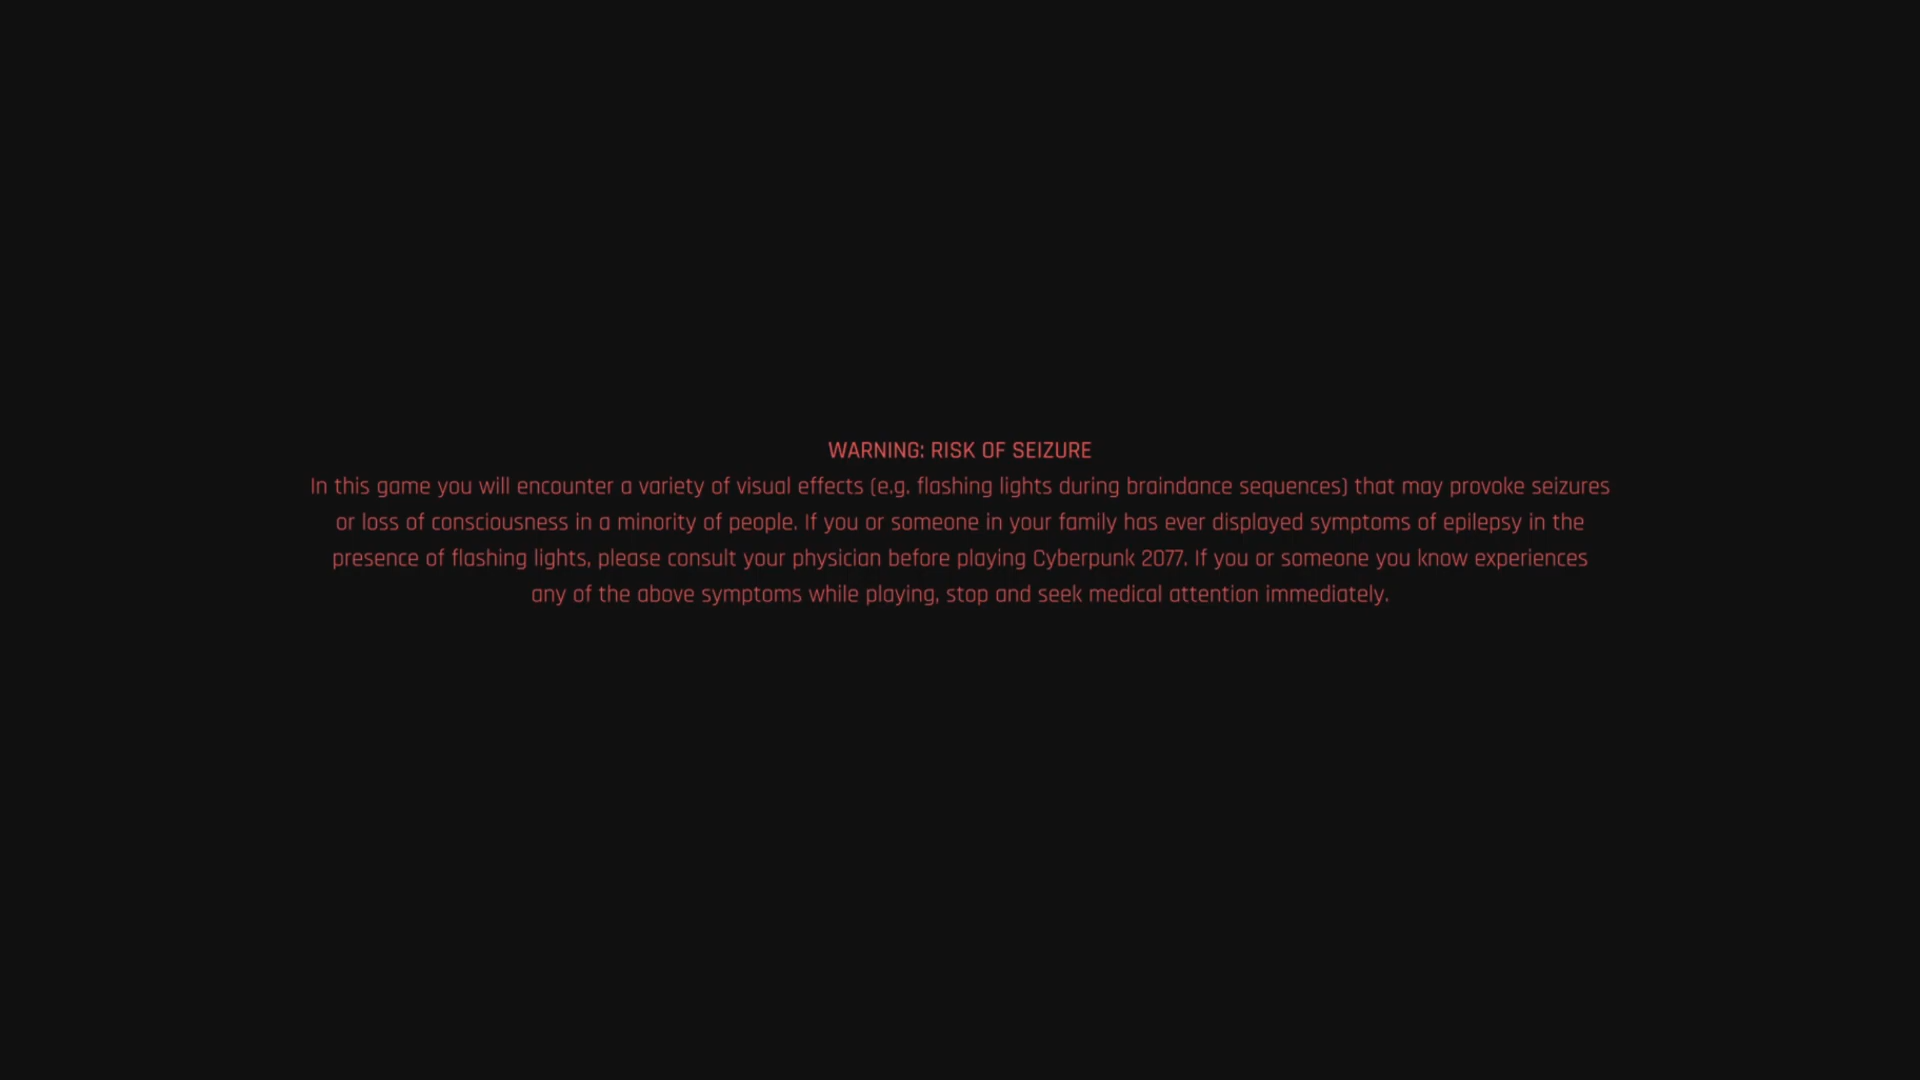 WARNING: RISK OF SEIZURE
In this game you will encounter a variety of visual effects (e.g. flashing lights during braindance sequences) that may provoke seizures
or loss of consciousness in a minority of people. If you or someone in your family has ever displayed symptoms of epilepsy in the
presence of flashing lights, please consult your physician before playing Cyberpunk 2077. If you or someone you know experiences
any of the above symptoms while playing, stop and seek medical attention immediately.